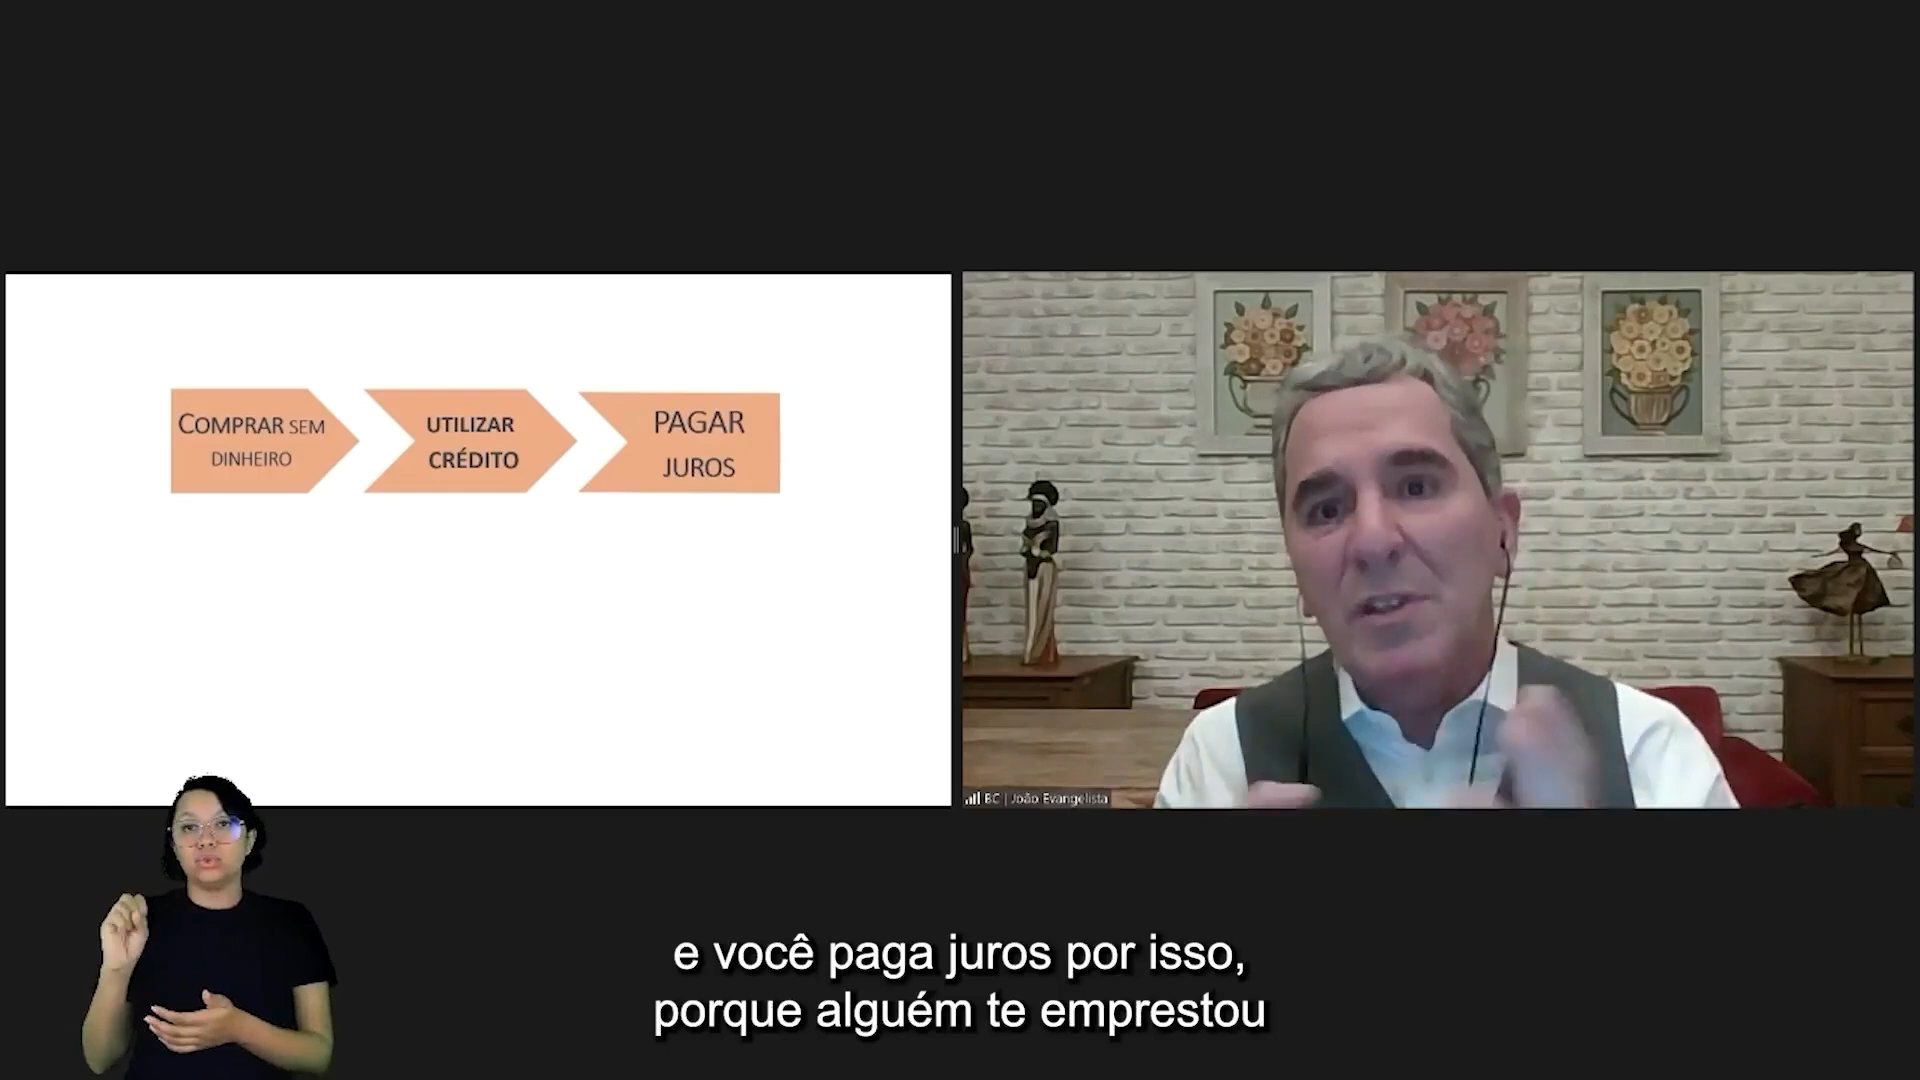 COMPRAR SEM
DINHEIRO
UTILIZAR
CRÉDITO
PAGAR
JUROS
BC | João Evangelista
e você paga juros por isso,
porque alguém te emprestou